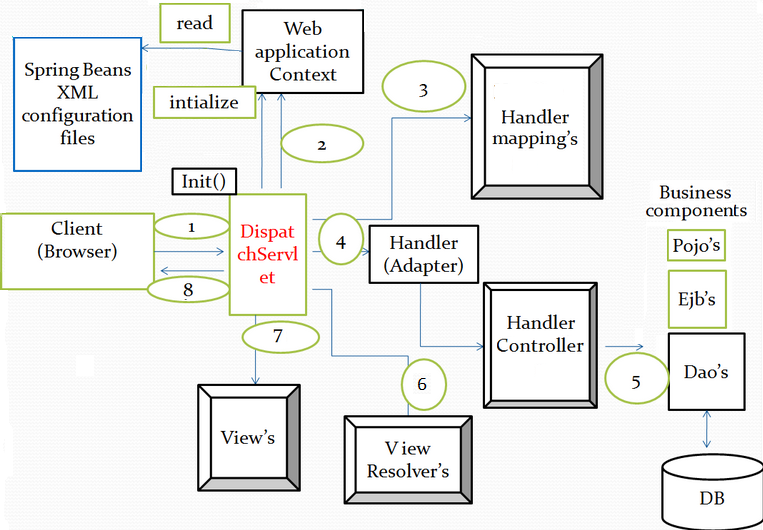 read
Web
application
Context
Spring Beans
XML
configuration
files
intialize
2
3
Handler
mapping's
Init()
Client
(Browser)
1
8
Dispat
chServl
et
4
Handler
(Adapter)
Business
components
Pojo's
Ejb's
Dao's
Handler
Controller
5
7
6
View's
View
Resolver's
DB